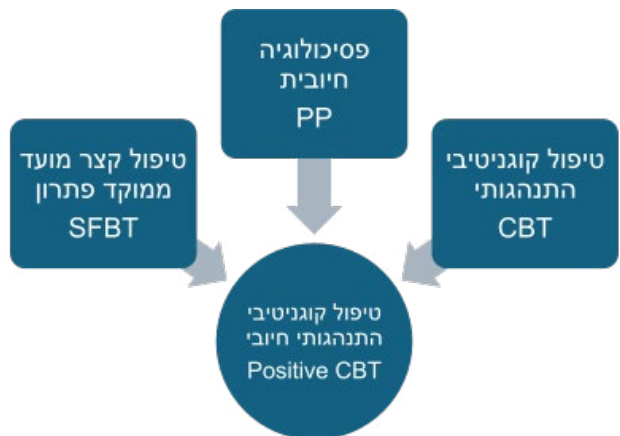 פסיכולוגיה
חיובית
PP
טיפול קוגניטיבי
התנהגותי
CBT
טיפול קצר מועד
ממוקד פתרון
SFBT
טיפול קוגניטיבי
התנהגותי חיובי
Positive CBT